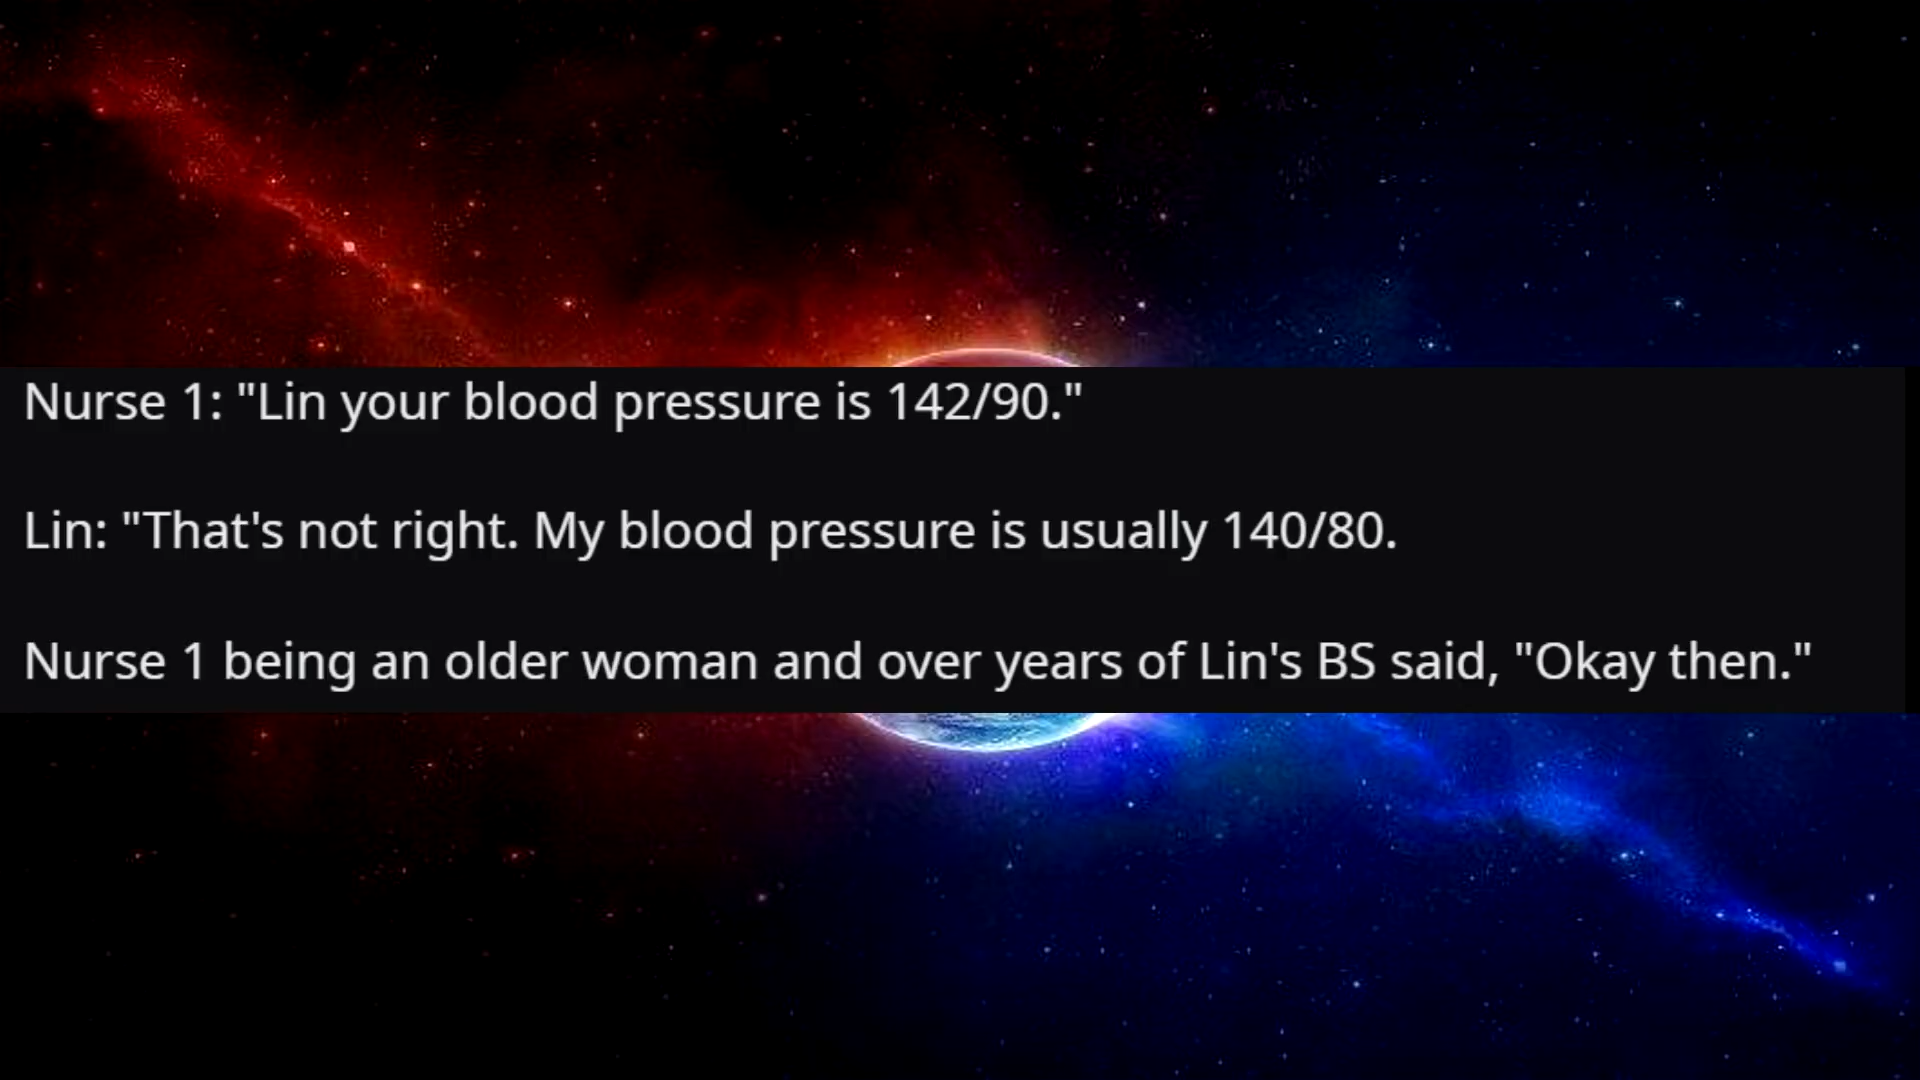 Nurse 1: "Lin your blood pressure is 142/90."
Lin: "That's not right. My blood pressure is usually 140/80.
Nurse 1 being an older woman and over years of Lin's BS said, "Okay then."